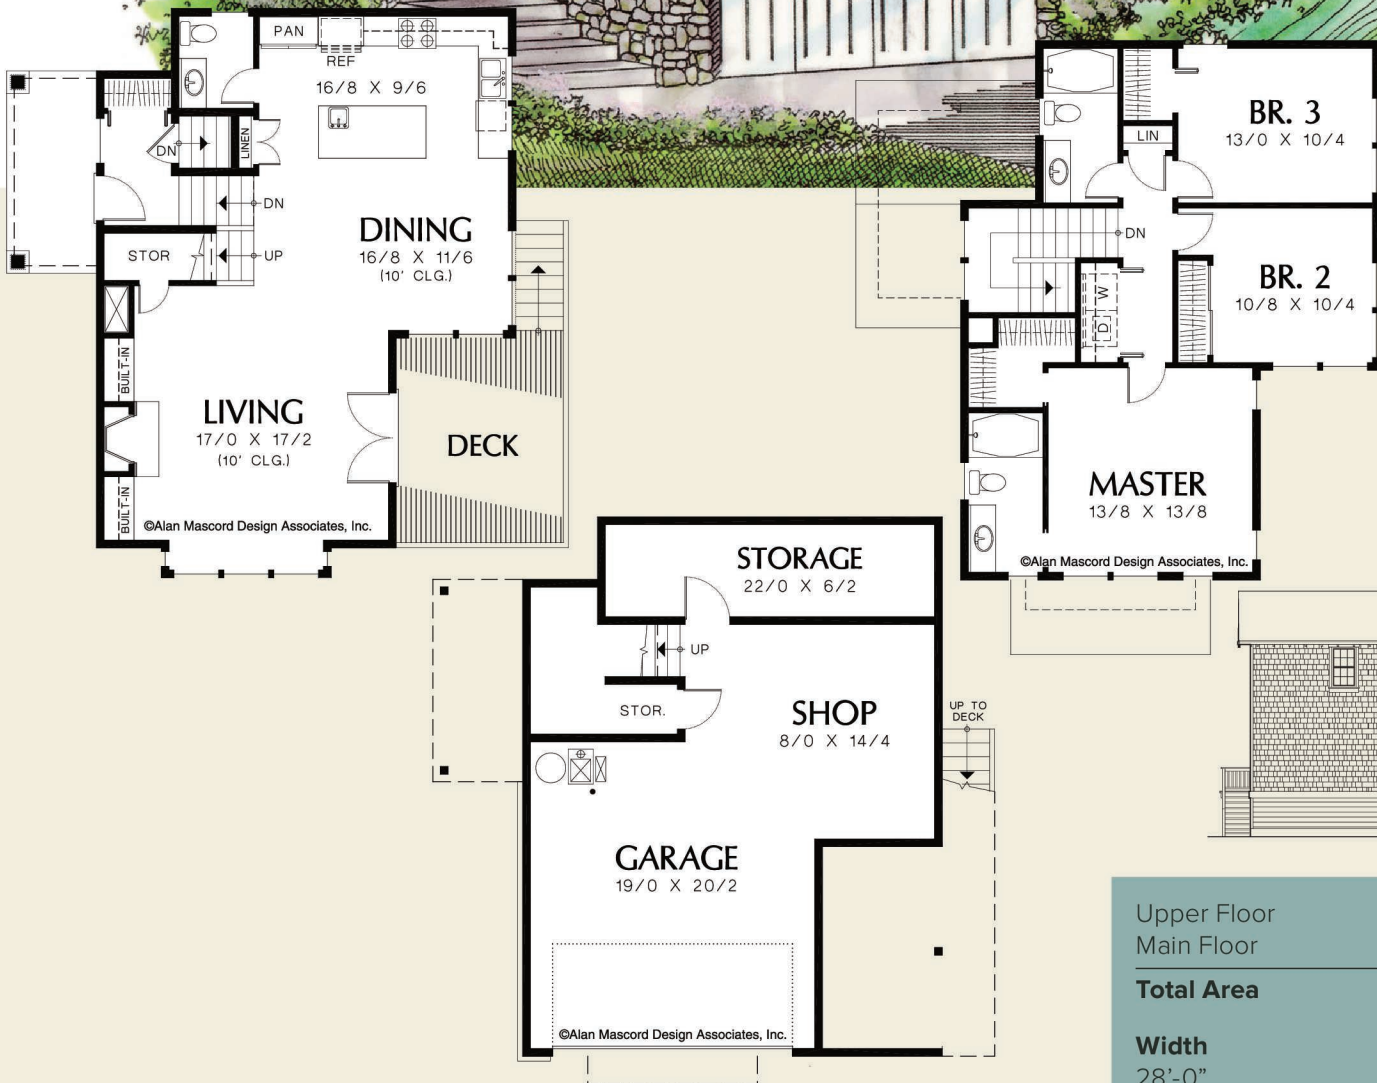 PAN
REF
16/8 X 9/6
LINEN
DN
DN
UP
STOR
DINING
16/8 X 11/6
(10' CLG.)
BUILT-IN
LIVING
17/0 X 17/2
(10' CLG.)
BUILT-IN
DECK
©Alan Mascord Design Associates, Inc.
BR. 3
13/0 X 10/4
LIN
DN
BR. 2
10/8 X 10/4
W
D
MASTER
13/8 X 13/8
©Alan Mascord Design Associates, Inc.
STORAGE
22/0 X 6/2
UP
STOR.
SHOP
8/0 X 14/4
UP TO
DECK
GARAGE
19/0 X 20/2
©Alan Mascord Design Associates, Inc.
Upper Floor
Main Floor
Total Area
Width
28'-0"